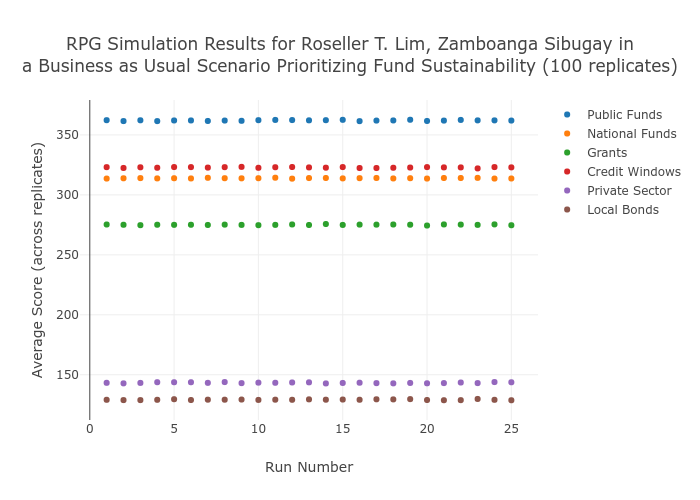 RPG Simulation Results for Roseller T. Lim, Zamboanga Sibugay in
a Business as Usual Scenario Prioritizing Fund Sustainability (100 replicates)
Average Score (across replicates)
350
300
250
200
150
0
5
10
15
20
25
Run Number
Public Funds
National Funds
Grants
Credit Windows
Private Sector
Local Bonds